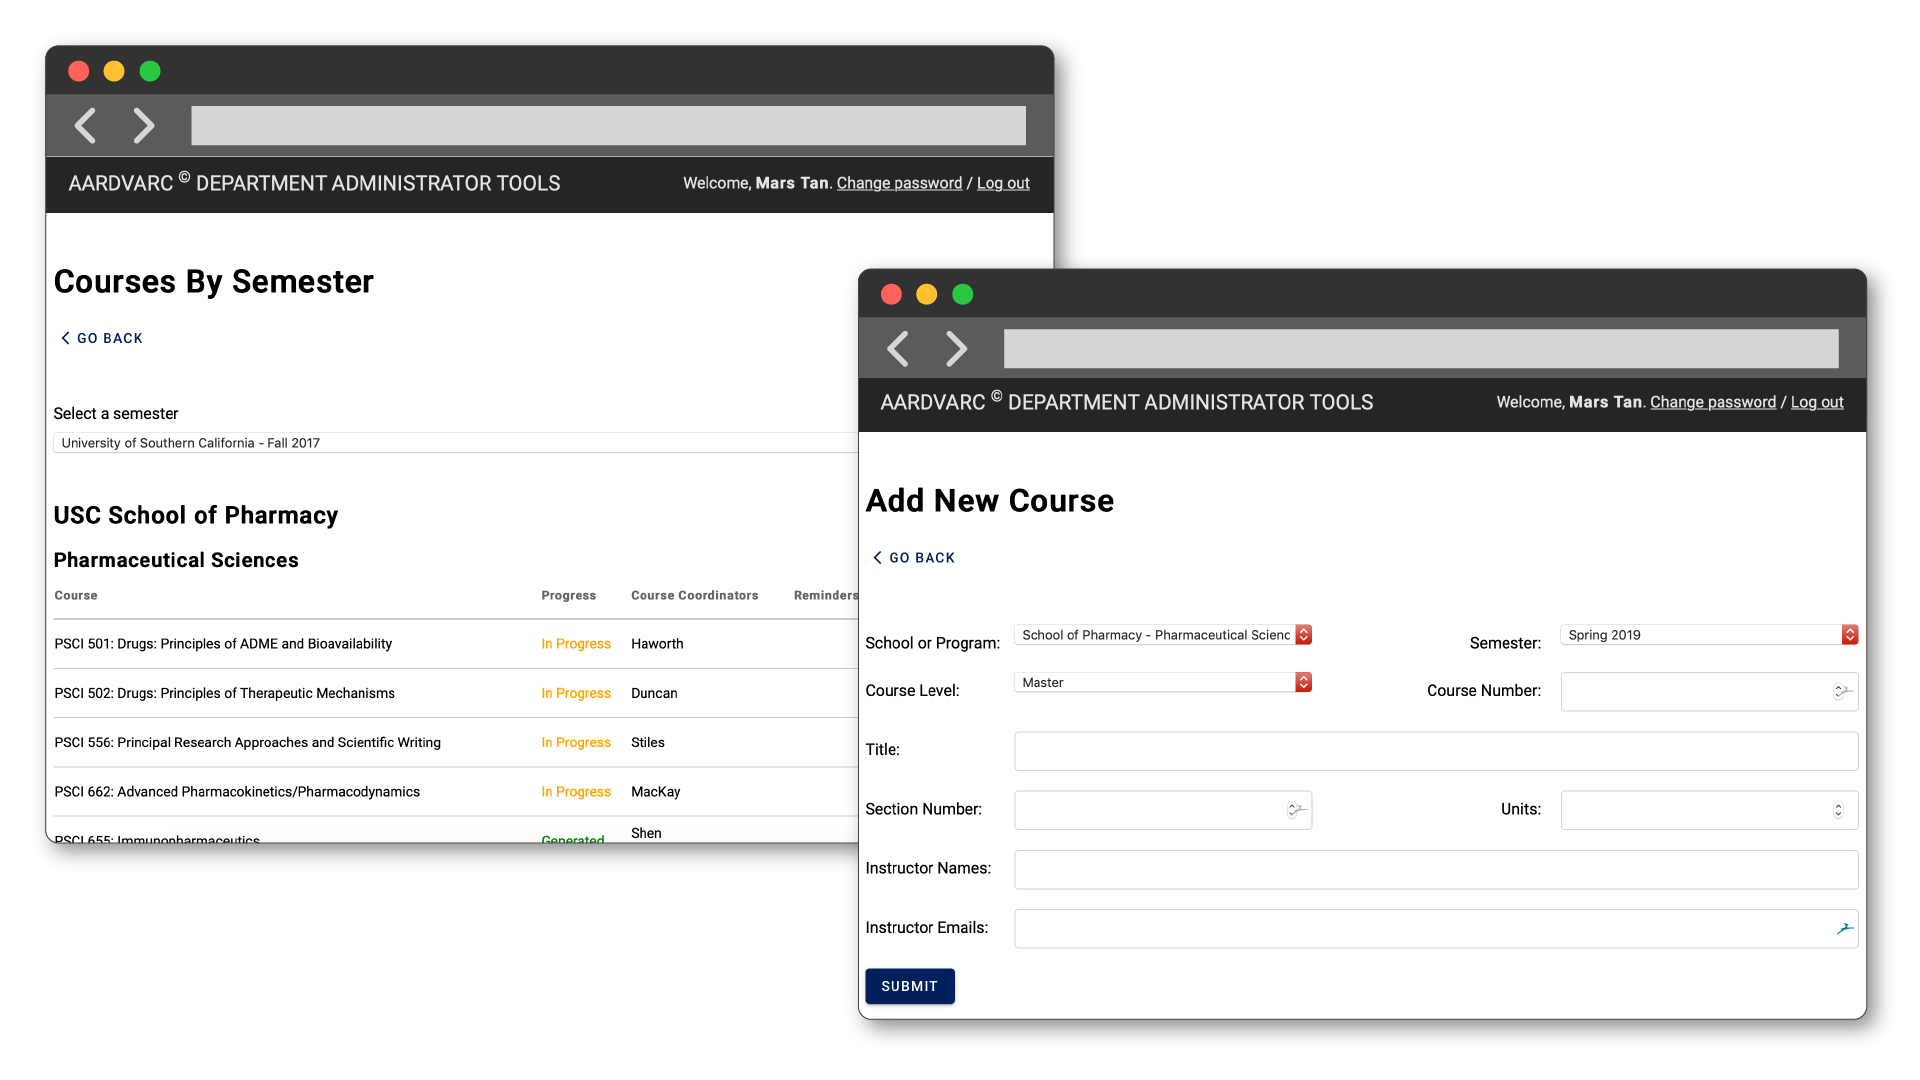 AARDVARC © DEPARTMENT ADMINISTRATOR TOOLS
Welcome, Mars Tan. Change password / Log out
Courses By Semester
GO BACK
Select a semester
University of Southern California - Fall 2017
USC School of Pharmacy
Pharmaceutical Sciences
Course Progress Course Coordinators Reminders
PSCI 501: Drugs: Principles of ADME and Bioavailability In Progress Haworth
PSCI 502: Drugs: Principles of Therapeutic Mechanisms In Progress Duncan
PSCI 556: Principal Research Approaches and Scientific Writing In Progress Stiles
PSCI 662: Advanced Pharmacokinetics/Pharmacodynamics In Progress MacKay
PSCI 655: Immunopharmaceutics Generated Shen
AARDVARC © DEPARTMENT ADMINISTRATOR TOOLS
Welcome, Mars Tan. Change password / Log out
Add New Course
GO BACK
School or Program: School of Pharmacy - Pharmaceutical Scienc Semester: Spring 2019
Course Level: Master Course Number:
Title:
Section Number: Units:
Instructor Names:
Instructor Emails:
SUBMIT